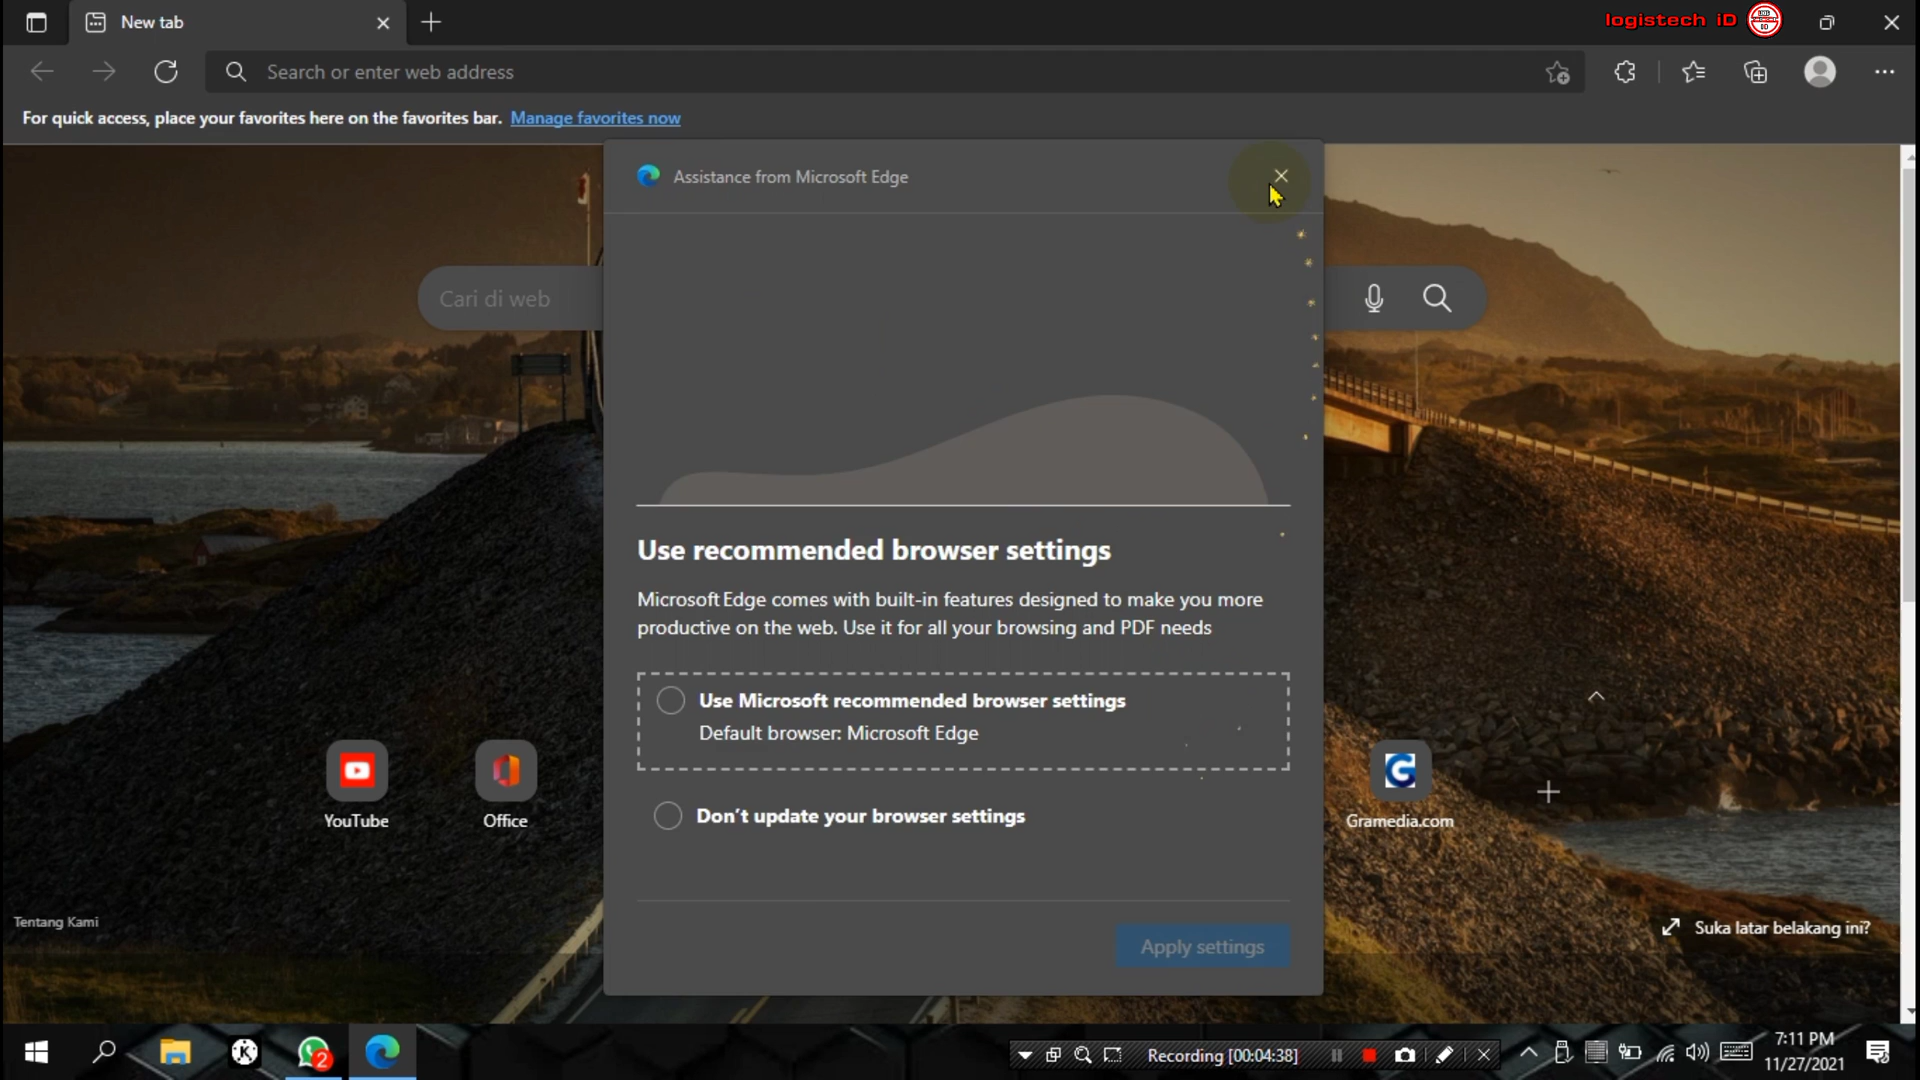 New tab
logistech iD
Search or enter web address
For quick access, place your favorites here on the favorites bar. Manage favorites now
Assistance from Microsoft Edge
Cari di web
Use recommended browser settings
Microsoft Edge comes with built-in features designed to make you more
productive on the web. Use it for all your browsing and PDF needs
Use Microsoft recommended browser settings
Default browser: Microsoft Edge
Don't update your browser settings
YouTube
Office
Gramedia.com
Tentang Kami
Suka latar belakang ini?
Apply settings
2
Recording [00:04:38]
7:11 PM
11/27/2021